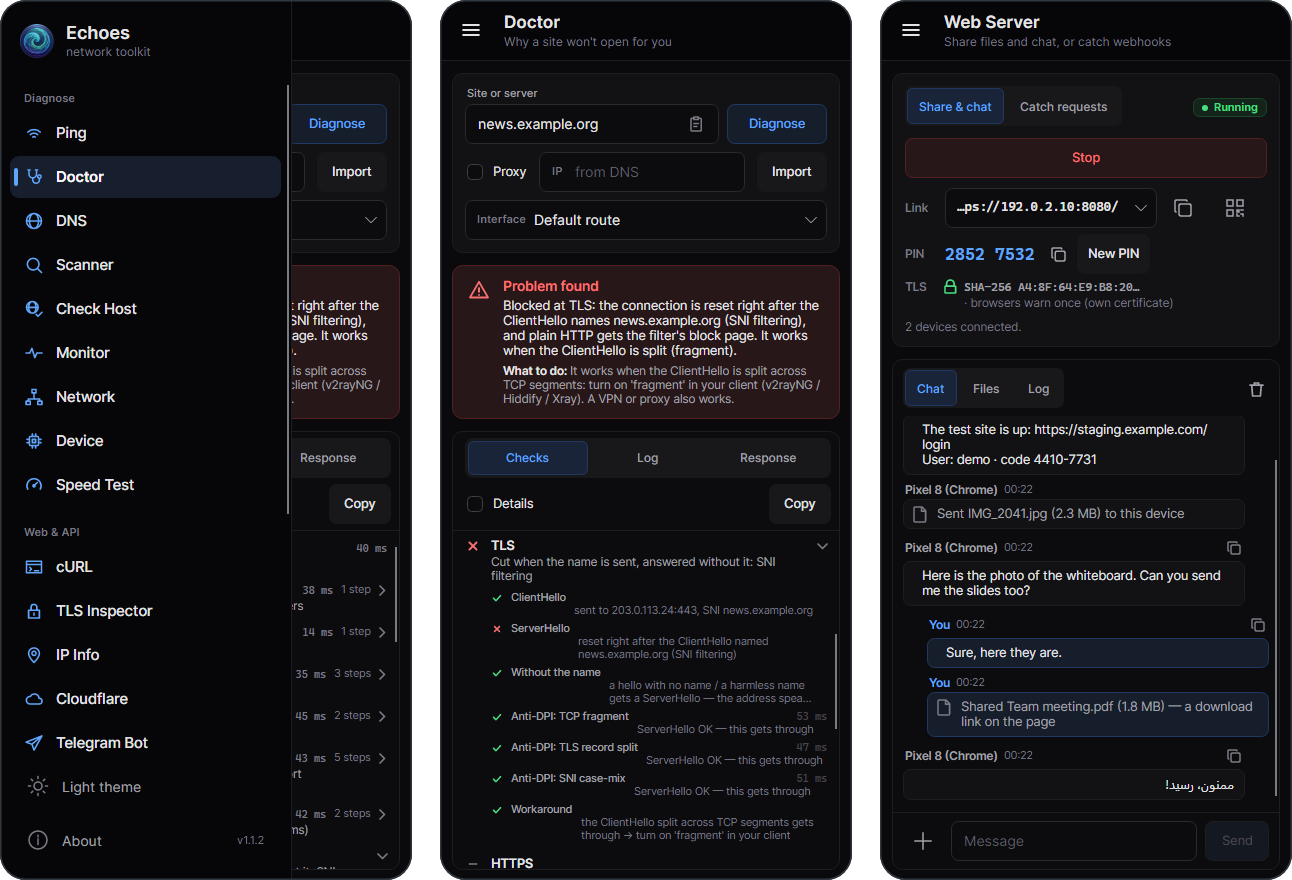 Echoes
network toolkit
Diagnose
Ping
Doctor
DNS
Scanner
Check Host
Monitor
Network
Device
Speed Test
Web & API
cURL
TLS Inspector
IP Info
Cloudflare
Telegram Bot
Light theme
About
v1.1.2
Diagnose
Import
t right after the
SNI filtering),
age. It works
is split across
client (v2rayNG /
Response
Copy
40 ms
38 ms 1 step
ers
14 ms 1 step
35 ms 3 steps
45 ms 2 steps
43 ms 5 steps
rt
42 ms 2 steps
ms)
Doctor
Why a site won't open for you
Site or server
news.example.org
Diagnose
Proxy
IP from DNS
Import
Interface Default route
Problem found
Blocked at TLS: the connection is reset right after the
ClientHello names news.example.org (SNI filtering),
and plain HTTP gets the filter's block page. It works
when the ClientHello is split (fragment).
What to do: It works when the ClientHello is split across
TCP segments: turn on 'fragment' in your client (v2rayNG /
Hiddify / Xray). A VPN or proxy also works.
Checks
Log
Response
Details
Copy
TLS
Cut when the name is sent, answered without it: SNI
filtering
ClientHello
sent to 203.0.113.24:443, SNI news.example.org
ServerHello
reset right after the ClientHello named
news.example.org (SNI filtering)
Without the name
a hello with no name / a harmless name
gets a ServerHello — the address spea…
Anti-DPI: TCP fragment 53 ms
ServerHello OK — this gets through
Anti-DPI: TLS record split 47 ms
ServerHello OK — this gets through
Anti-DPI: SNI case-mix 51 ms
ServerHello OK — this gets through
Workaround
the ClientHello split across TCP segments gets
through → turn on 'fragment' in your client
HTTPS
Web Server
Share files and chat, or catch webhooks
Share & chat
Catch requests
Running
Stop
Link …ps://192.0.2.10:8080/
PIN 2852 7532
New PIN
TLS SHA-256 A4:8F:64:E9:B8:20…
· browsers warn once (own certificate)
2 devices connected.
Chat
Files
Log
The test site is up: https://staging.example.com/
login
User: demo · code 4410-7731
Pixel 8 (Chrome) 00:22
Sent IMG_2041.jpg (2.3 MB) to this device
Pixel 8 (Chrome) 00:22
Here is the photo of the whiteboard. Can you send
me the slides too?
You 00:22
Sure, here they are.
You 00:22
Shared Team meeting.pdf (1.8 MB) — a download
link on the page
Pixel 8 (Chrome) 00:22
ممنون، رسید!
Message
Send